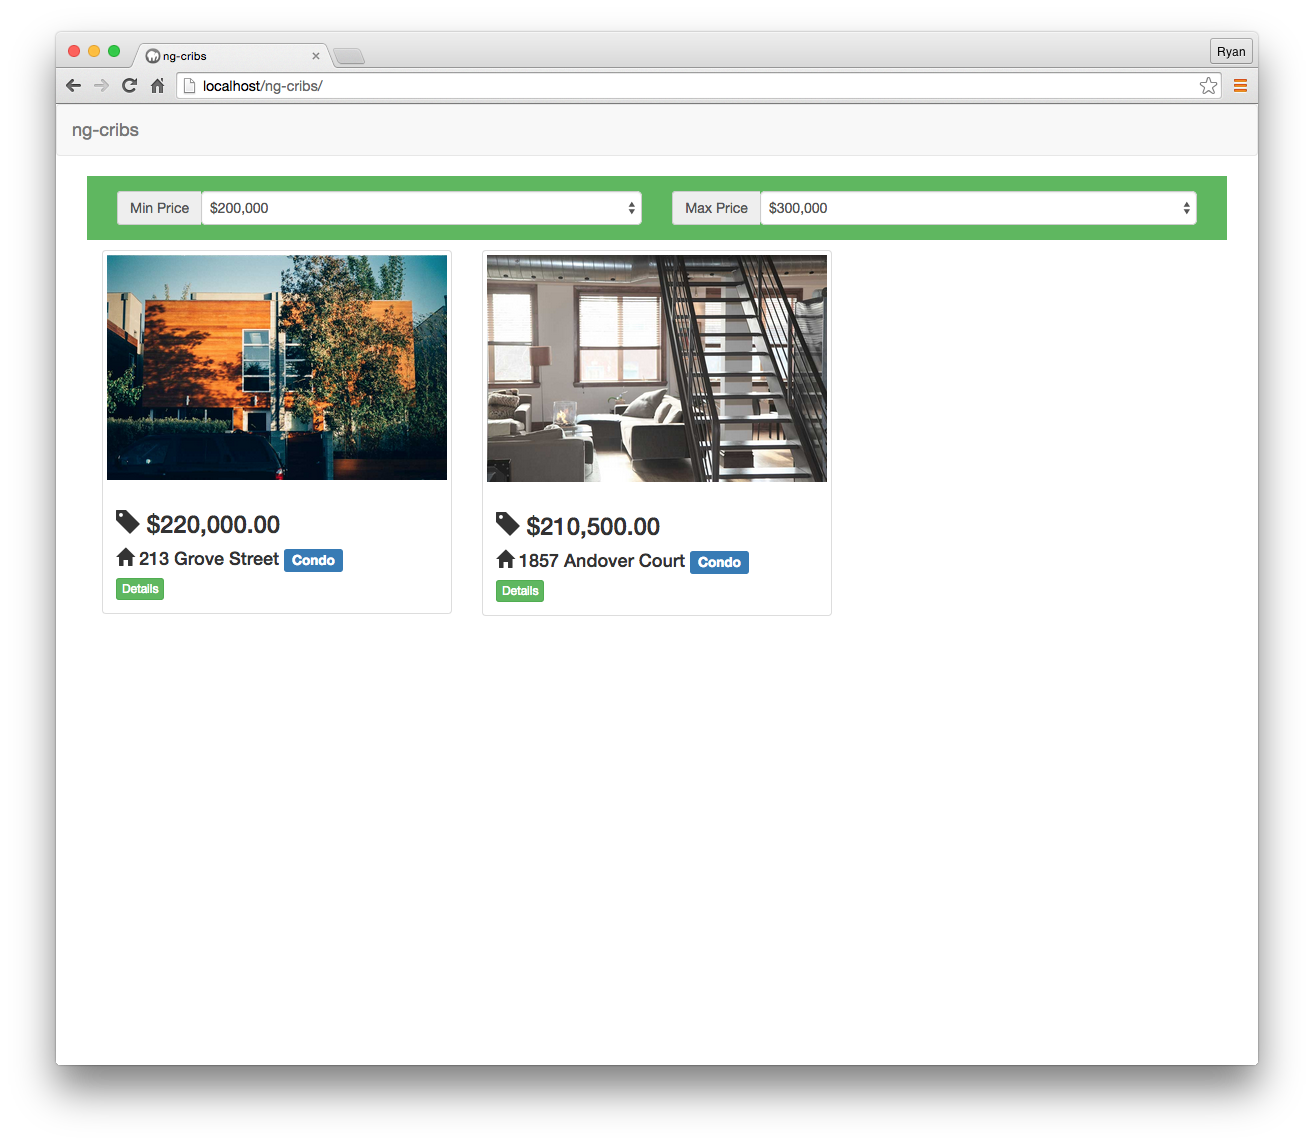 ng-cribs
Ryan
localhost/ng-cribs/
ng-cribs
Min Price $200,000 Max Price $300,000
$220,000.00
213 Grove Street Condo
Details
$210,500.00
1857 Andover Court Condo
Details